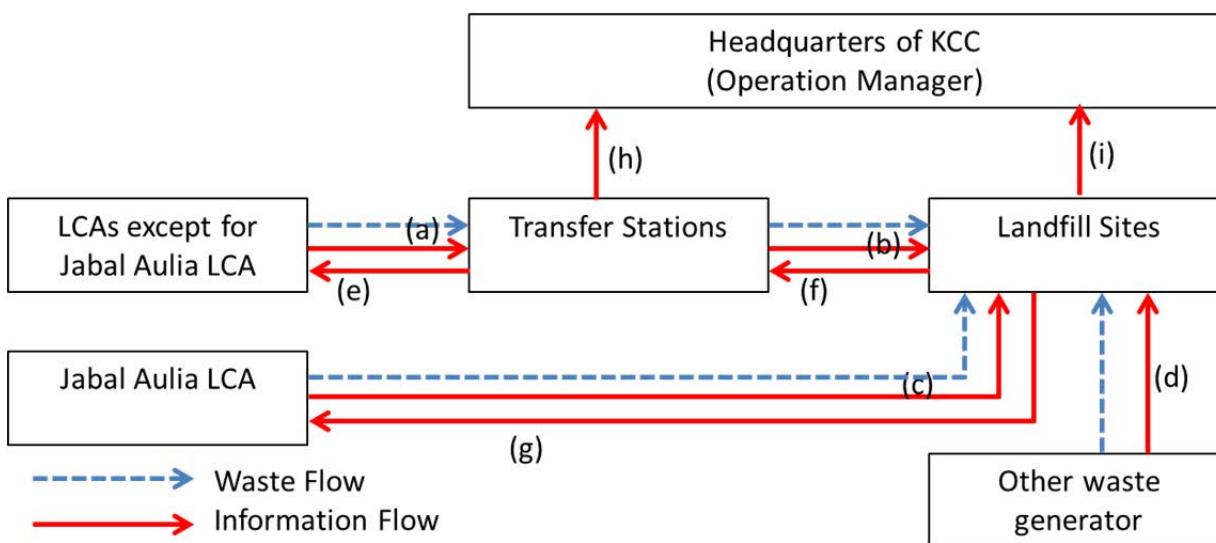 Headquarters of KCC
(Operation Manager)
(h)
(i)
LCAs except for
Jabal Aulia LCA
(a)
(e)
Transfer Stations
(b)
(f)
Landfill Sites
Jabal Aulia LCA
(c)
(g)
(d)
Waste Flow
Information Flow
Other waste
generator